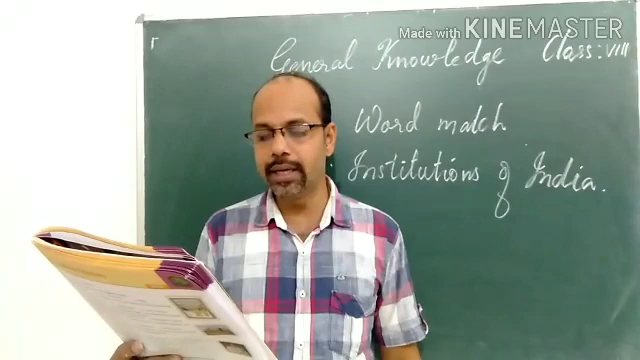 Made with KINEMASTER
General Knowledge Class: VIII
Word match
Institutions of India.